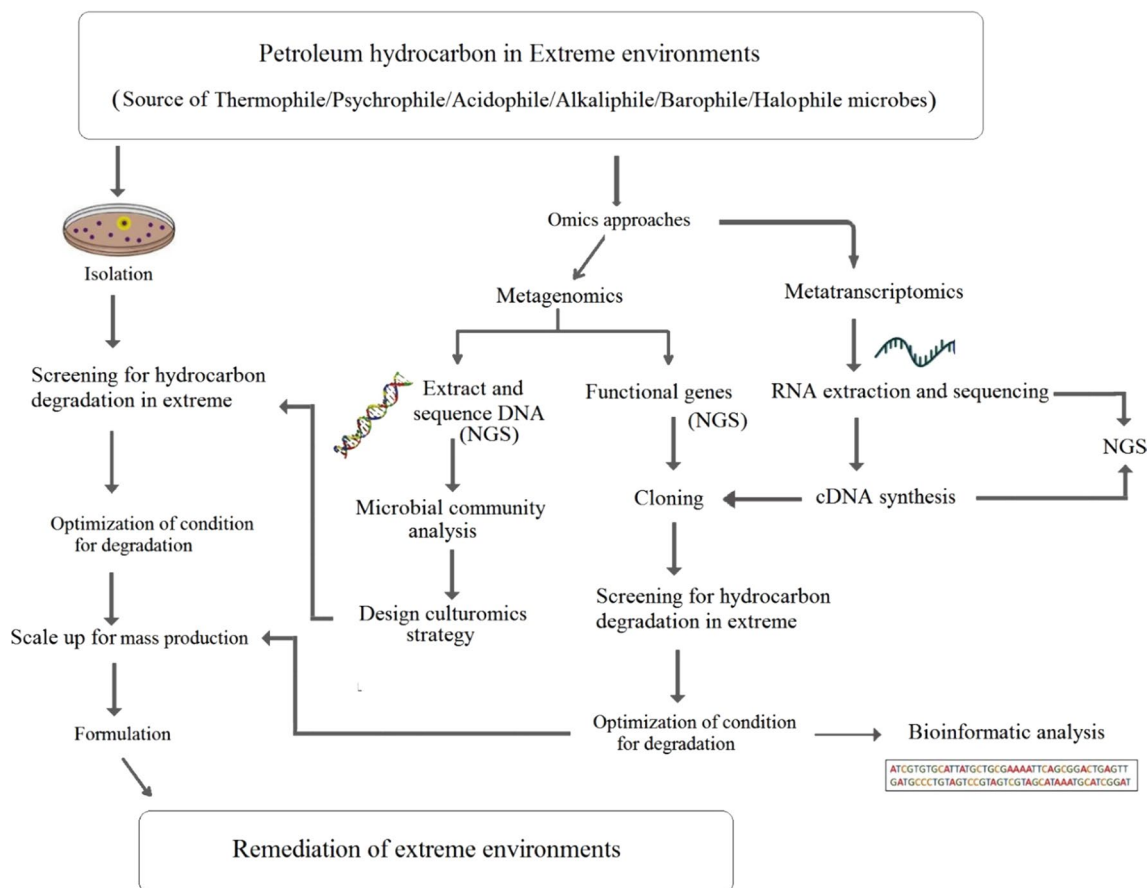 Petroleum hydrocarbon in Extreme environments
(Source of Thermophile/Psychrophile/Acidophile/Alkaliphile/Barophile/Halophile microbes)
Isolation
Screening for hydrocarbon
degradation in extreme
Optimization of condition
for degradation
Scale up for mass production
Formulation
Omics approaches
Metagenomics
Extract and
sequence DNA
(NGS)
Microbial community
analysis
Design culturomics
strategy
Functional genes
(NGS)
Cloning
Screening for hydrocarbon
degradation in extreme
Optimization of condition
for degradation
Metatranscriptomics
RNA extraction and sequencing
NGS
cDNA synthesis
Bioinformatic analysis
ATCGTGTGCATTATGCTGCGAAAATTCAGCGGACTGAGTT
GATGCCCTGTAGTCCGTAGTCGTAGCATAAATGCATCGGAT
Remediation of extreme environments